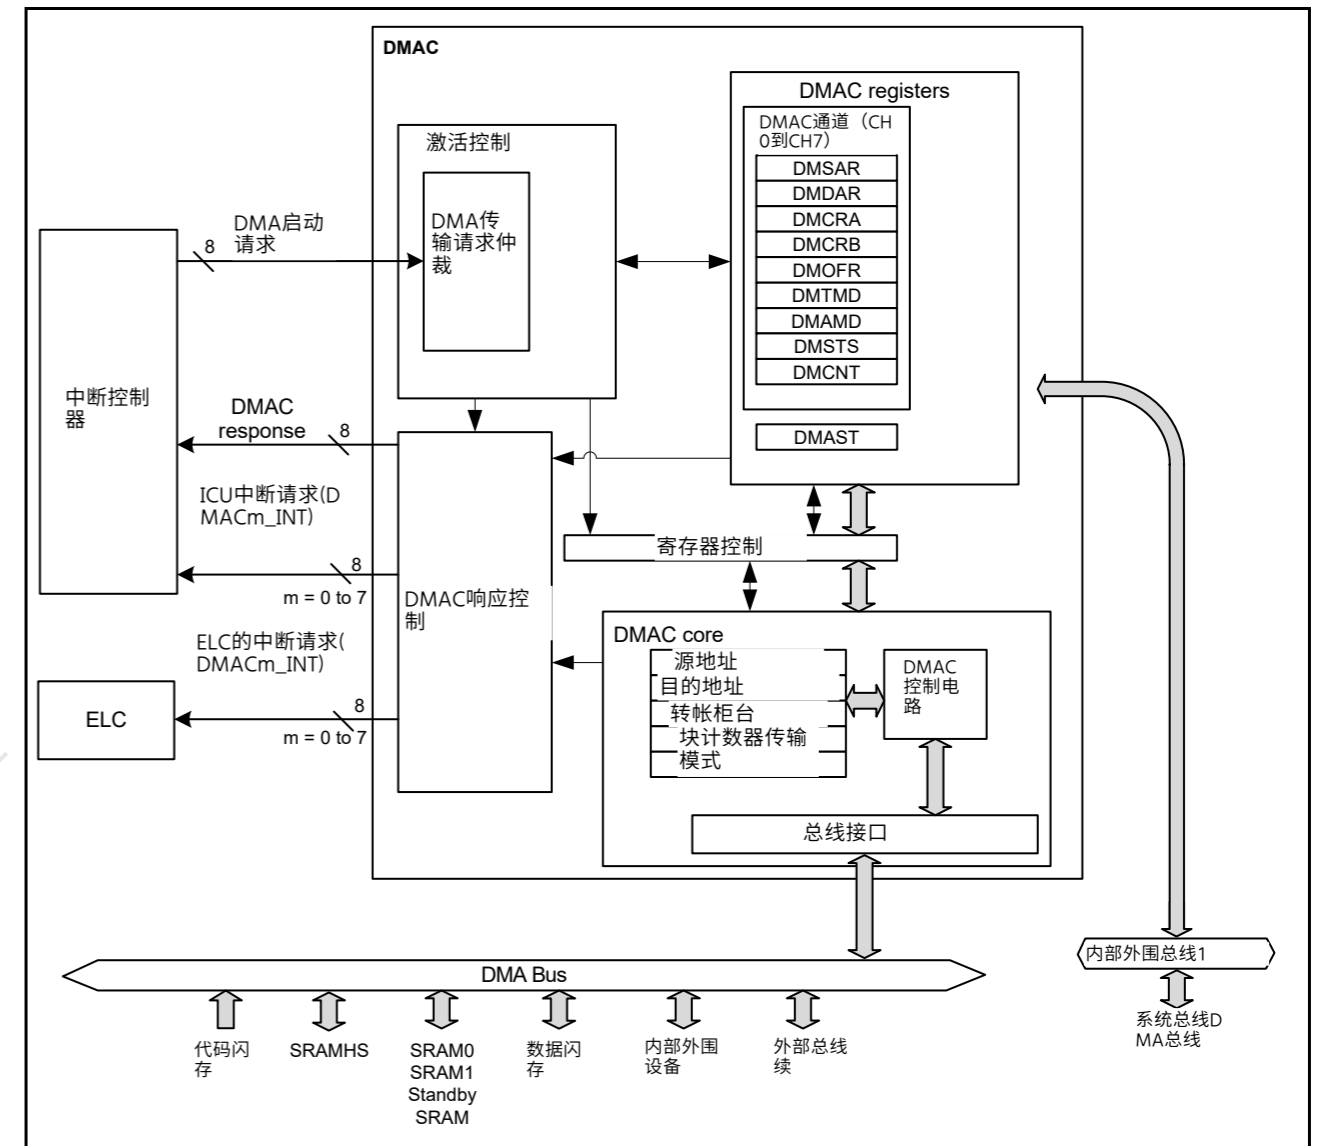 DMAC
DMAC registers
DMAC通道（CH
0到CH7）
DMSAR
DMDAR
DMCRA
DMCRB
DMOFR
DMTMD
DMAMD
DMSTS
DMCNT
DMAST
激活控制
DMA传
输请求仲
裁
DMA启动
请求
8
中断控制
器
DMAC
response
8
ICU中断请求(D
MACm_INT)
8
m = 0 to 7
DMAC响应控
制
ELC的中断请求(
DMACm_INT)
8
m = 0 to 7
ELC
寄存器控制
DMAC core
源地址
目的地址
转帐柜台
块计数器传输
模式
DMAC
控制电
路
总线接口
DMA Bus
代码闪
存
SRAMHS
SRAM0
SRAM1
Standby
SRAM
数据闪
存
内部外围
设备
外部总线
续
内部外围总线1
系统总线D
MA总线